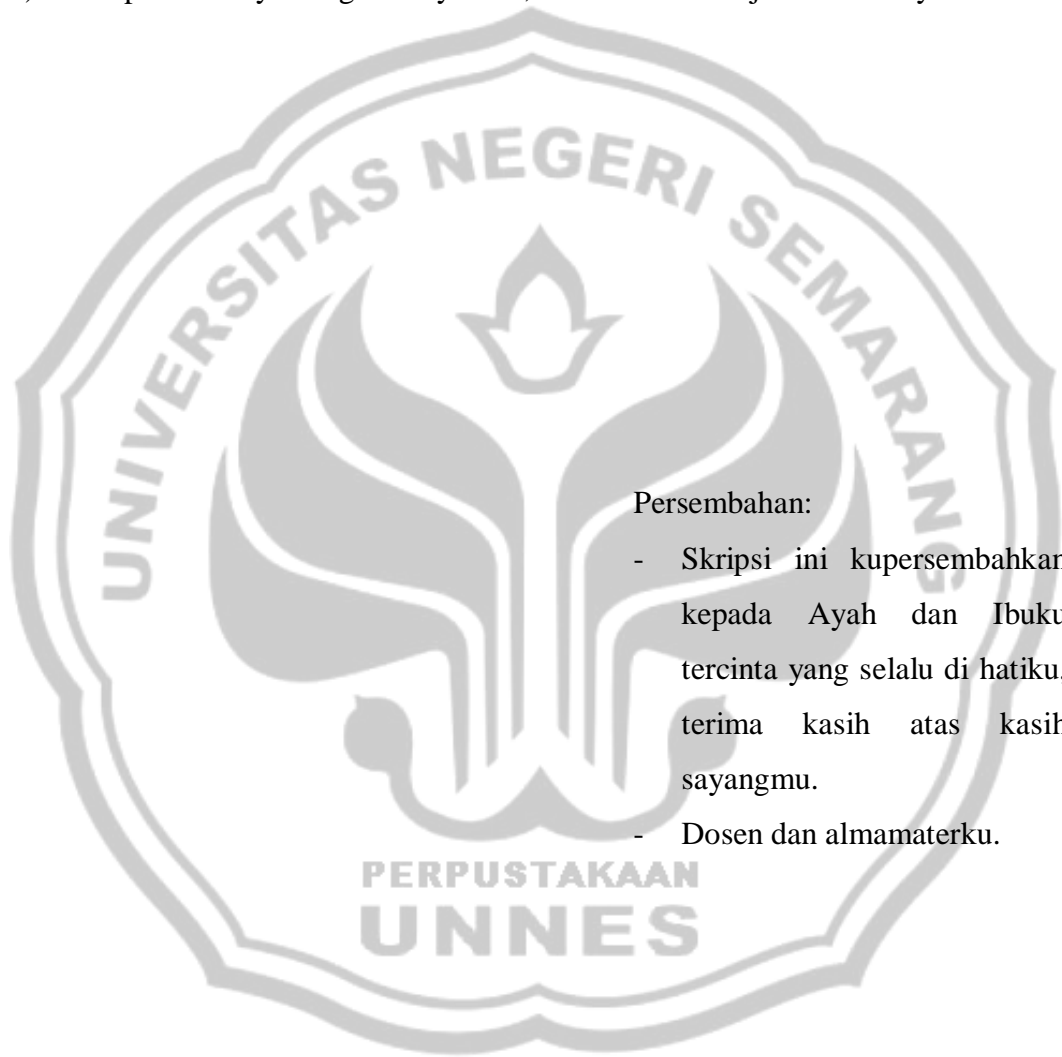 UNIVERSITAS NEGERI SEMARANG
Persembahan:
- Skripsi ini kupersembahkan
kepada Ayah dan Ibuku
tercinta yang selalu di hatiku,
terima kasih atas kasih
sayangmu.
- Dosen dan almamaterku.
PERPUSTAKAAN
UNNES